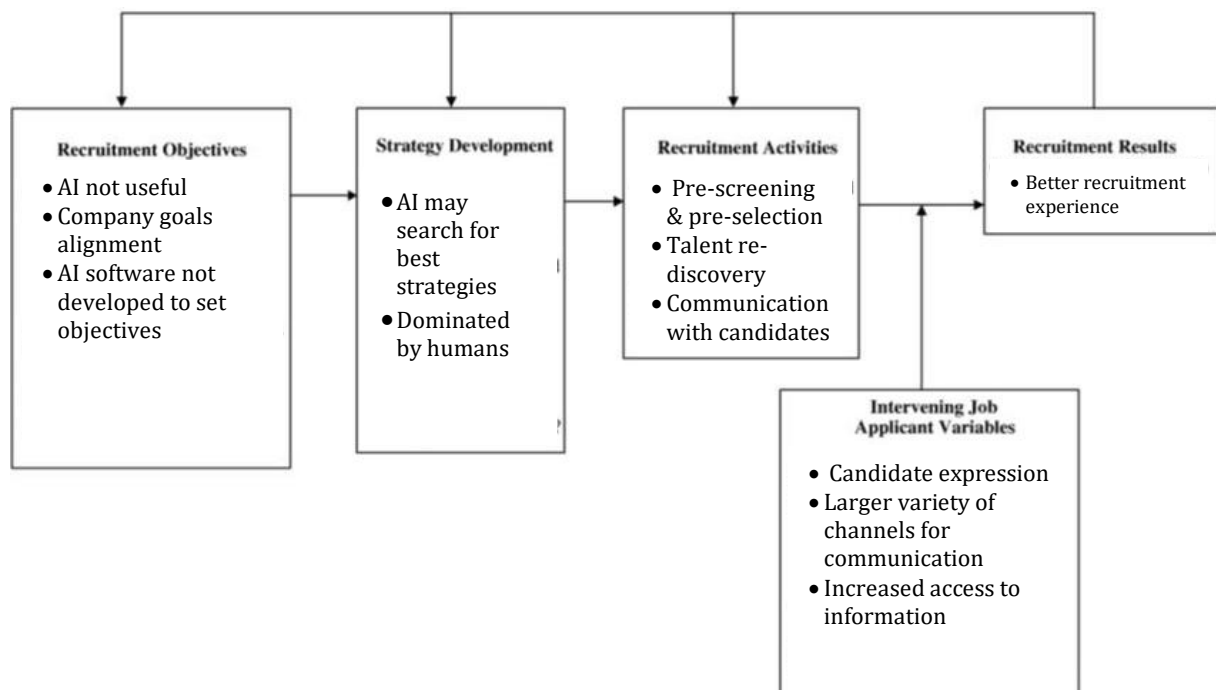 Recruitment Objectives
• AI not useful
• Company goals
alignment
• AI software not
developed to set
objectives
Strategy Development
• AI may
search for
best
strategies
• Dominated
by humans
Recruitment Activities
• Pre-screening
& pre-selection
• Talent re-
discovery
• Communication
with candidates
Recruitment Results
• Better recruitment
experience
Intervening Job
Applicant Variables
• Candidate expression
• Larger variety of
channels for
communication
• Increased access to
information